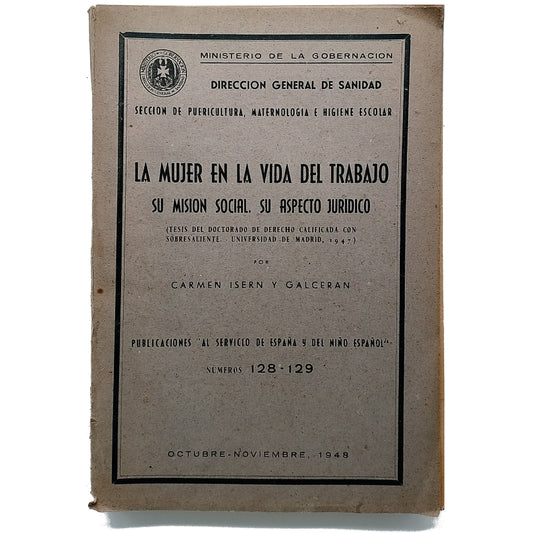 MINISTERIO DE LA GOBERNACION
DIRECCION GENERAL DE SANIDAD
SECCION DE PUERICULTURA, MATERNOLOGIA E HIGIENE ESCOLAR
LA MUJER EN LA VIDA DEL TRABAJO
SU MISION SOCIAL. SU ASPECTO JURIDICO
(TESIS DEL DOCTORADO DE DERECHO CALIFICADA CON
SOBRESALIENTE. UNIVERSIDAD DE MADRID, 1947)
POR
CARMEN ISERN Y GALCERAN
PUBLICACIONES "AL SERVICIO DE ESPAÑA Y DEL NIÑO ESPAÑOL"
NÚMEROS 128-129
OCTUBRE-NOVIEMBRE, 1948